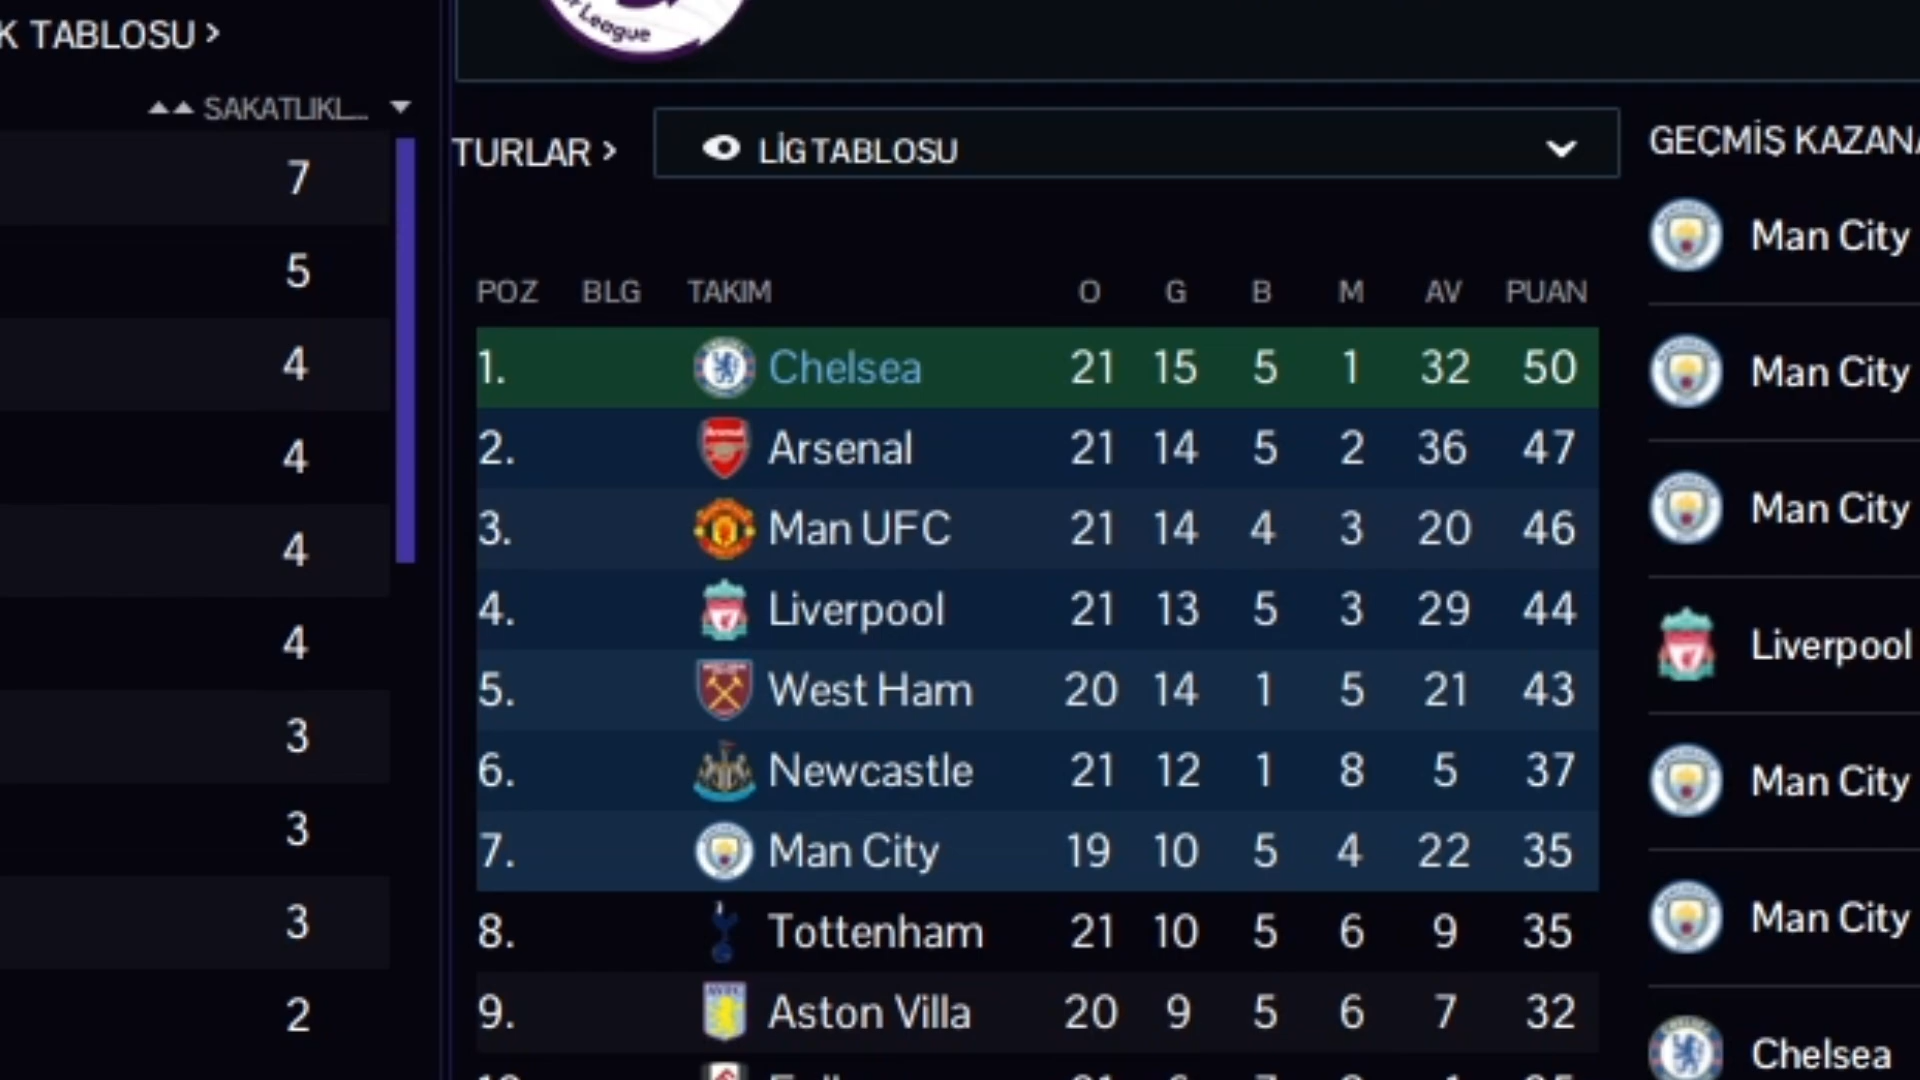 K TABLOSU >
SAKATLIKL...
7
5
4
4
4
4
3
3
3
2
League
TURLAR >
LİG TABLOSU
POZ BLG TAKIM O G B M AV PUAN
1. Chelsea 21 15 5 1 32 50
2. Arsenal 21 14 5 2 36 47
3. Man UFC 21 14 4 3 20 46
4. Liverpool 21 13 5 3 29 44
5. West Ham 20 14 1 5 21 43
6. Newcastle 21 12 1 8 5 37
7. Man City 19 10 5 4 22 35
8. Tottenham 21 10 5 6 9 35
9. Aston Villa 20 9 5 6 7 32
GEÇMİŞ KAZANA
Man City
Man City
Man City
Liverpool
Man City
Man City
Chelsea